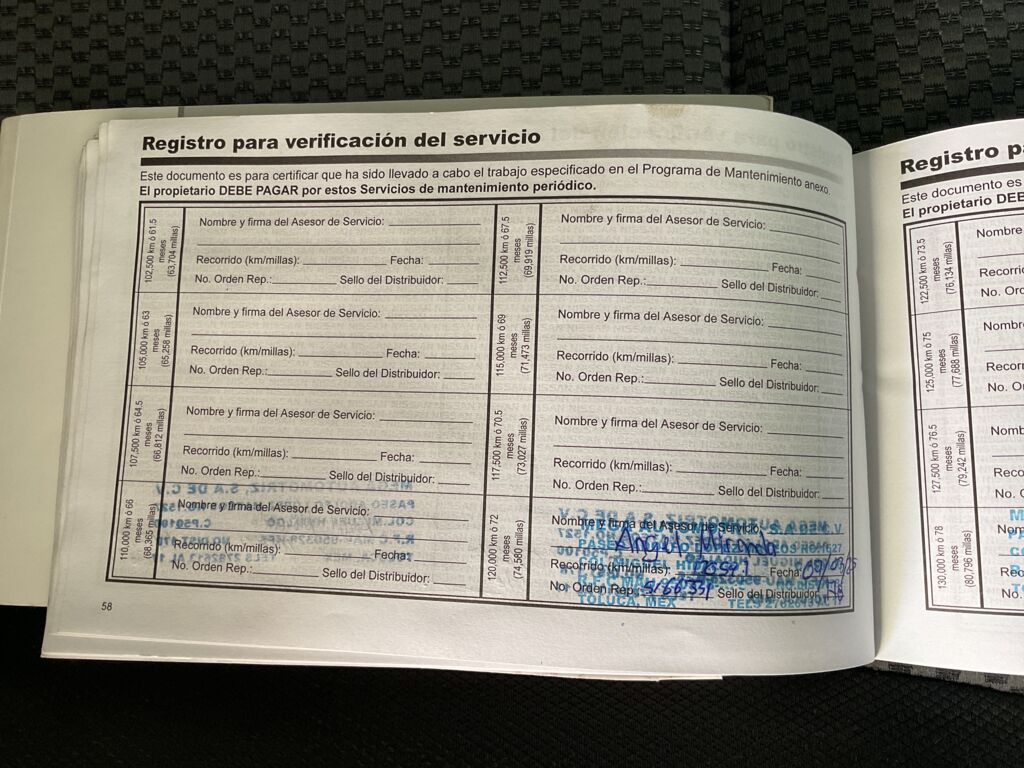 Registro para verificación del servicio
Este documento es para certificar que ha sido llevado a cabo el trabajo especificado en el Programa de Mantenimiento anexo.
El propietario DEBE PAGAR por estos Servicios de mantenimiento periódico.
102,500 km ó 61.5
meses
(63,704 millas)
Nombre y firma del Asesor de Servicio:
Recorrido (km/millas): Fecha:
No. Orden Rep.: Sello del Distribuidor:
105,000 km ó 63
meses
(65,258 millas)
Nombre y firma del Asesor de Servicio:
Recorrido (km/millas): Fecha:
No. Orden Rep.: Sello del Distribuidor:
107,500 km ó 64.5
meses
(66,812 millas)
Nombre y firma del Asesor de Servicio:
Recorrido (km/millas): Fecha:
No. Orden Rep.: Sello del Distribuidor:
110,000 km ó 66
meses
(68,365 millas)
Nombre y firma del Asesor de Servicio:
Recorrido (km/millas): Fecha:
No. Orden Rep.: Sello del Distribuidor:
112,500 km ó 67.5
meses
(69,919 millas)
Nombre y firma del Asesor de Servicio:
Recorrido (km/millas): Fecha:
No. Orden Rep.: Sello del Distribuidor:
115,000 km ó 69
meses
(71,473 millas)
Nombre y firma del Asesor de Servicio:
Recorrido (km/millas): Fecha:
No. Orden Rep.: Sello del Distribuidor:
117,500 km ó 70.5
meses
(73,027 millas)
Nombre y firma del Asesor de Servicio:
Recorrido (km/millas): Fecha:
No. Orden Rep.: Sello del Distribuidor:
120,000 km ó 72
meses
(74,580 millas)
Nombre y firma del Asesor de Servicio:
Angelo Miranda
Recorrido (km/millas): Fecha:
No. Orden Rep.: Sello del Distribuidor:
TOLUCA, MEX
58
Registro p
Este documento es
El propietario DEB
122,500 km ó 73.5
meses
(76,134 millas)
Nombre
Recorri
No. Or
125,000 km ó 75
meses
(77,688 millas)
Nombr
Recorr
No. O
127,500 km ó 76.5
meses
(79,242 millas)
Nomb
Reco
No. 
130,000 km ó 78
meses
(80,796 millas)
Nom
Reco
No.